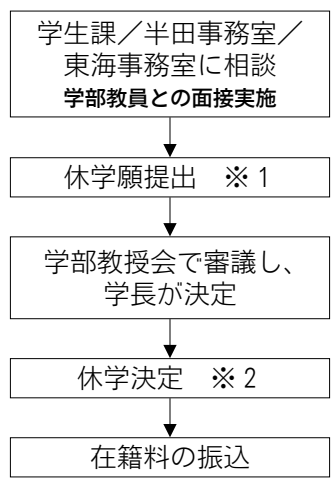 学生課／半田事務室／
東海事務室に相談
学部教員との面接実施
休学願提出　※1
学部教授会で審議し、
学長が決定
休学決定　※2
在籍料の振込